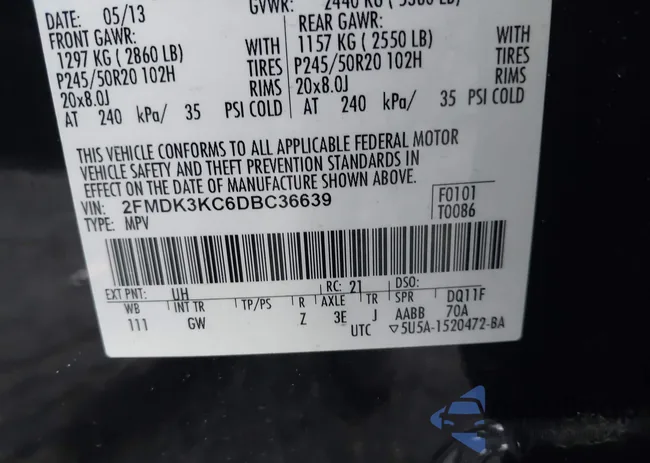 DATE: 05/13
GVWR: 2440 KG
FRONT GAWR:
1297 KG ( 2860 LB) WITH
P245/50R20 102H TIRES
20x8.0J RIMS
AT 240 kPa/ 35 PSI COLD
REAR GAWR:
1157 KG ( 2550 LB) WITH
P245/50R20 102H TIRES
20x8.0J RIMS
AT 240 kPa/ 35 PSI COLD
THIS VEHICLE CONFORMS TO ALL APPLICABLE FEDERAL MOTOR
VEHICLE SAFETY AND THEFT PREVENTION STANDARDS IN
EFFECT ON THE DATE OF MANUFACTURE SHOWN ABOVE.
VIN: 2FMDK3KC6DBC36639 F0101
TYPE: MPV T0086
EXT PNT: UH RC: 21 DSO:
WB INT TR TP/PS R AXLE TR SPR DQ11F
111 GW Z 3E J AABB 70A
UTC ▽5U5A-1520472-BA